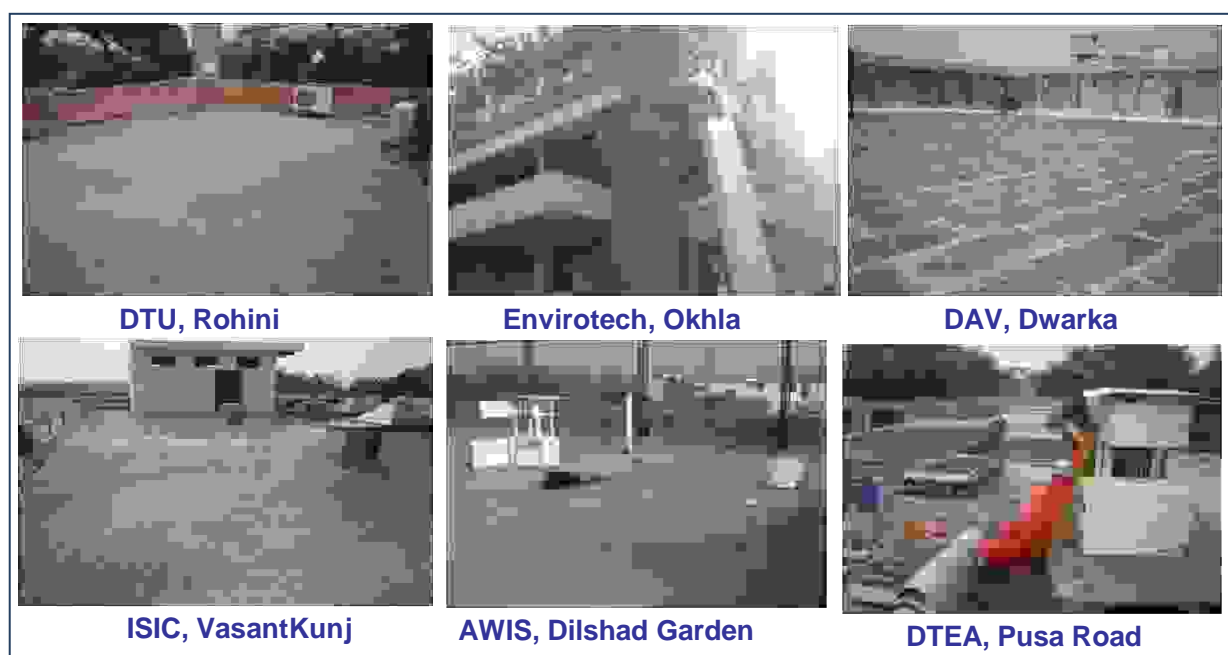 DTU, Rohini
Envirotech, Okhla
DAV, Dwarka
ISIC, VasantKunj
AWIS, Dilshad Garden
DTEA, Pusa Road